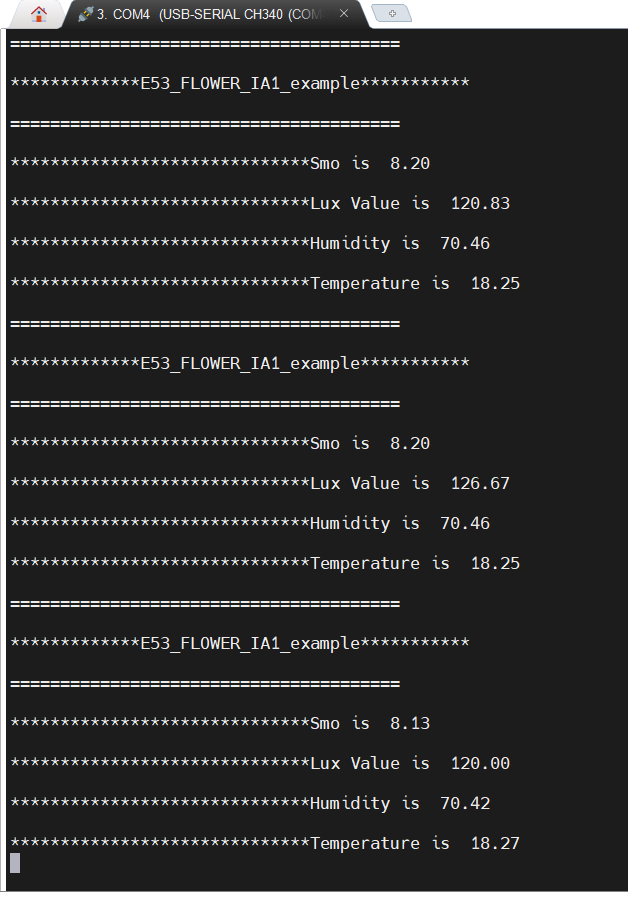 3. COM4 (USB-SERIAL CH340 (COM
=======================================
*************E53_FLOWER_IA1_example***********
=======================================
******************************Smo is  8.20
******************************Lux Value is  120.83
******************************Humidity is  70.46
******************************Temperature is  18.25
=======================================
*************E53_FLOWER_IA1_example***********
=======================================
******************************Smo is  8.20
******************************Lux Value is  126.67
******************************Humidity is  70.46
******************************Temperature is  18.25
=======================================
*************E53_FLOWER_IA1_example***********
=======================================
******************************Smo is  8.13
******************************Lux Value is  120.00
******************************Humidity is  70.42
******************************Temperature is  18.27